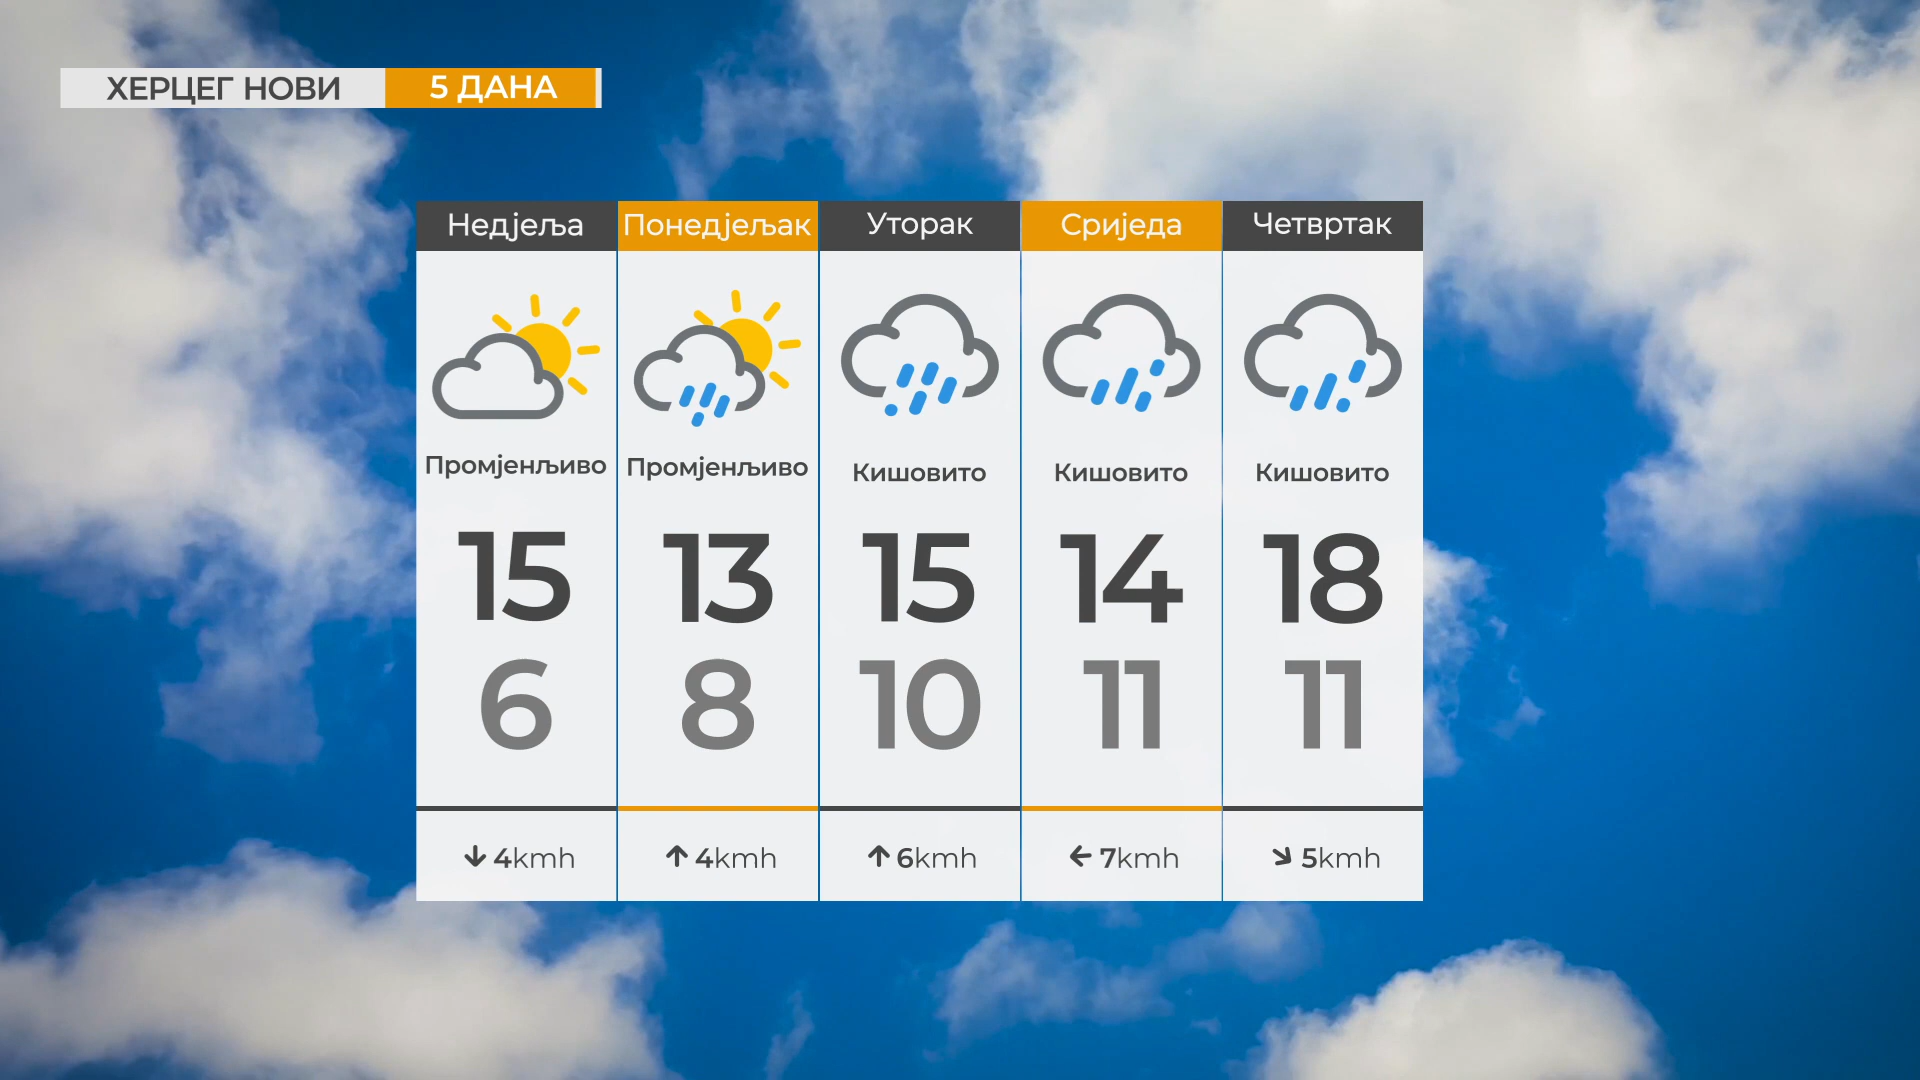 ХЕРЦЕГ НОВИ 5 ДАНА
Недјеља Понедјељак Уторак Сриједа Четвртак
Промјенљиво Промјенљиво Кишовито Кишовито Кишовито
15 13 15 14 18
6 8 10 11 11
4kmh 4kmh 6kmh 7kmh 5kmh